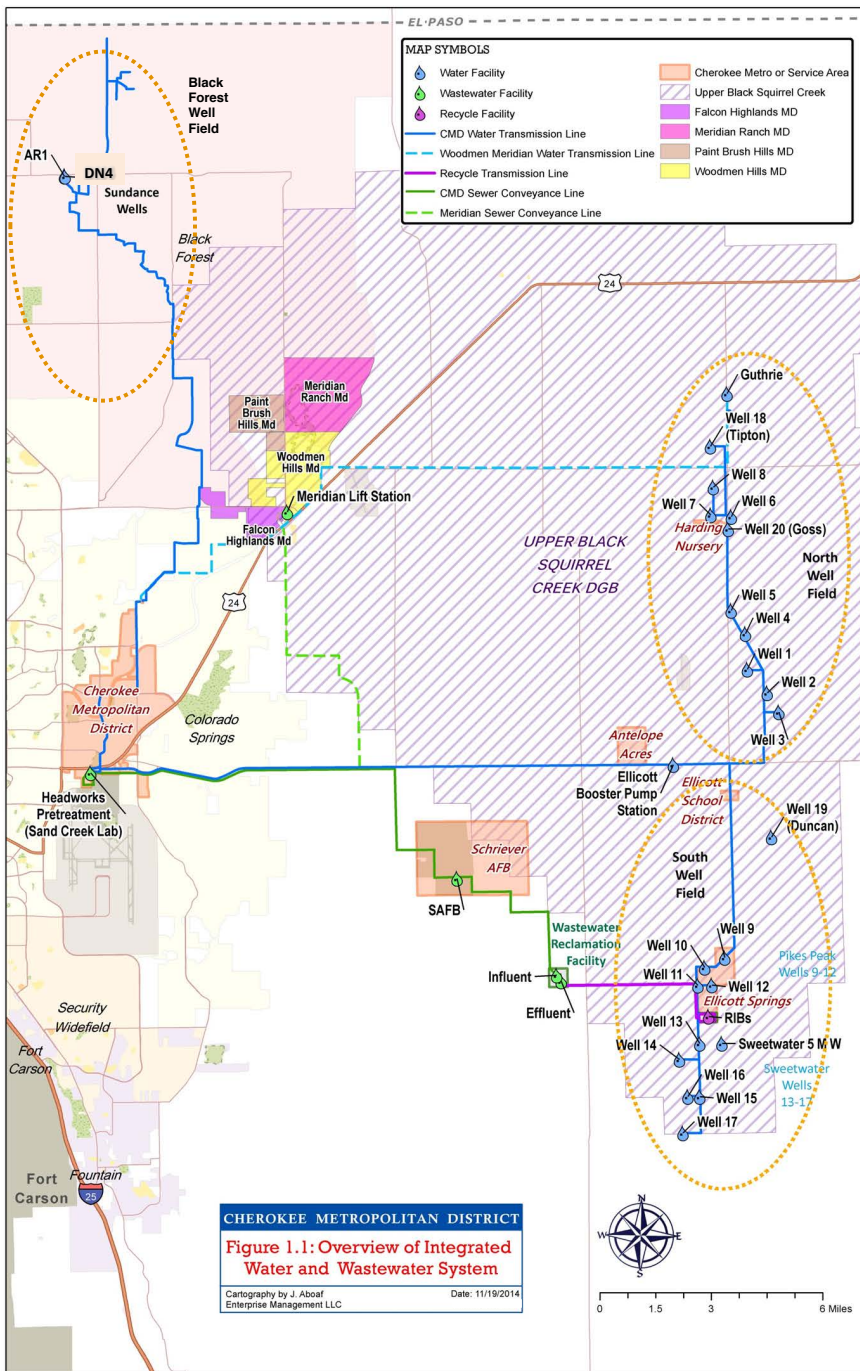 EL PASO
MAP SYMBOLS
Water Facility
Wastewater Facility
Recycle Facility
CMD Water Transmission Line
Woodmen Meridian Water Transmission Line
Recycle Transmission Line
CMD Sewer Conveyance Line
Meridian Sewer Conveyance Line
Cherokee Metro or Service Area
Upper Black Squirrel Creek
Falcon Highlands MD
Meridian Ranch MD
Paint Brush Hills MD
Woodmen Hills MD
Black
Forest
Well
Field
AR1
DN4
Sundance
Wells
Black
Forest
24
Meridian
Ranch Md
Paint
Brush
Hills Md
Woodmen
Hills Md
Meridian Lift Station
Falcon
Highlands Md
24
Guthrie
Well 18
(Tipton)
Well 8
Well 7
Well 6
Harding
Nursery
Well 20 (Goss)
UPPER BLACK
SQUIRREL
CREEK DGB
North
Well
Field
Well 5
Well 4
Well 1
Well 2
Well 3
Cherokee
Metropolitan
District
Colorado
Springs
Antelope
Acres
Headworks
Pretreatment
(Sand Creek Lab)
Ellicott
Booster Pump
Station
Ellicott
School
District
Well 19
(Duncan)
Schriever
AFB
SAFB
South
Well
Field
Wastewater
Reclamation
Facility
Influent
Effluent
Well 9
Well 10
Pikes Peak
Wells 9-12
Well 11
Well 12
Ellicott Springs
RIBs
Well 13
Sweetwater 5 M W
Well 14
Sweetwater
Wells
13-17
Well 16
Well 15
Well 17
Security
Widefield
Fort
Carson
Fountain
Fort
Carson
25
CHEROKEE METROPOLITAN DISTRICT
Figure 1.1: Overview of Integrated
Water and Wastewater System
Cartography by J. Aboaf
Enterprise Management LLC
Date: 11/19/2014
N
W
E
S
0 1.5 3 6 Miles